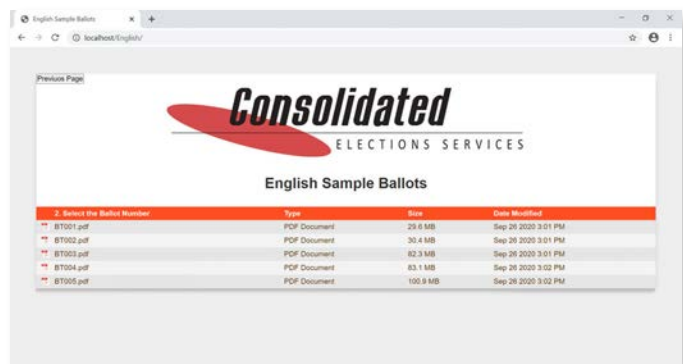 English Sample Ballots
localhost/English/
Previuos Page
Consolidated
ELECTIONS SERVICES
English Sample Ballots
2. Select the Ballot Number Type Size Date Modified
BT001.pdf PDF Document 29.6 MB Sep 26 2020 3:01 PM
BT002.pdf PDF Document 30.4 MB Sep 26 2020 3:01 PM
BT003.pdf PDF Document 82.3 MB Sep 26 2020 3:01 PM
BT004.pdf PDF Document 83.1 MB Sep 26 2020 3:02 PM
BT005.pdf PDF Document 100.9 MB Sep 26 2020 3:02 PM